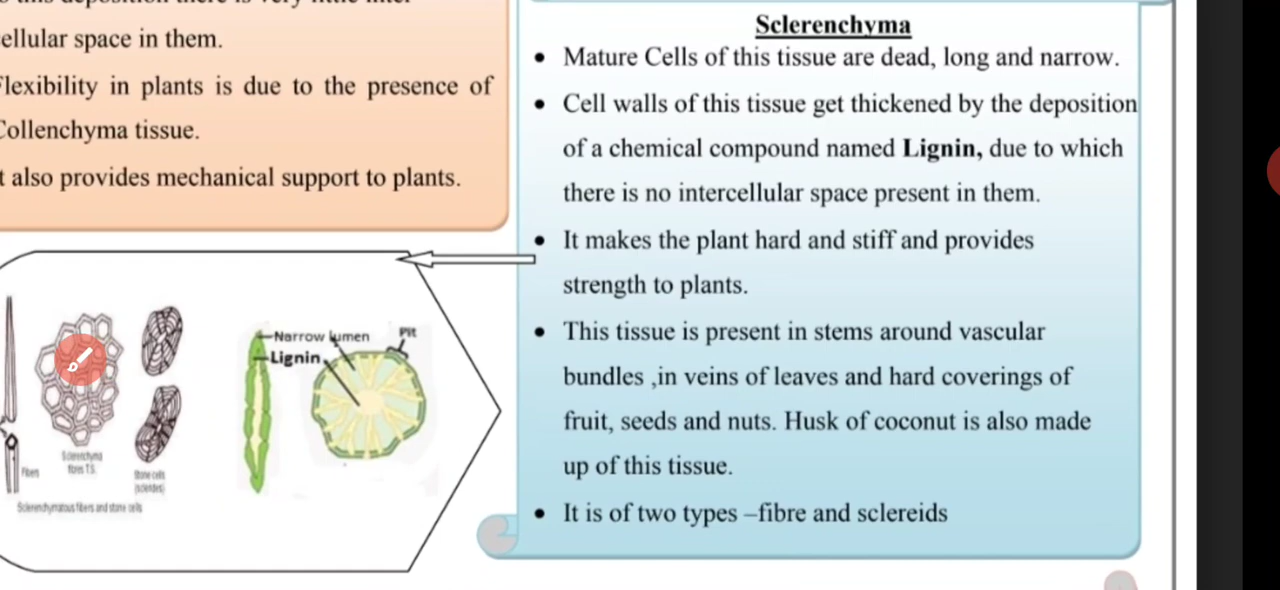 ellular space in them.
lexibility in plants is due to the presence of
Collenchyma tissue.
t also provides mechanical support to plants.
Sclerenchyma
• Mature Cells of this tissue are dead, long and narrow.
• Cell walls of this tissue get thickened by the deposition
of a chemical compound named Lignin, due to which
there is no intercellular space present in them.
• It makes the plant hard and stiff and provides
strength to plants.
• This tissue is present in stems around vascular
bundles ,in veins of leaves and hard coverings of
fruit, seeds and nuts. Husk of coconut is also made
up of this tissue.
• It is of two types –fibre and sclereids
Narrow lumen
Pit
Lignin
Sclerenchyma
fibres T.S.
Fibers
Stone cells
(sclereides)
Sclerenchymatous fibers and stone cells